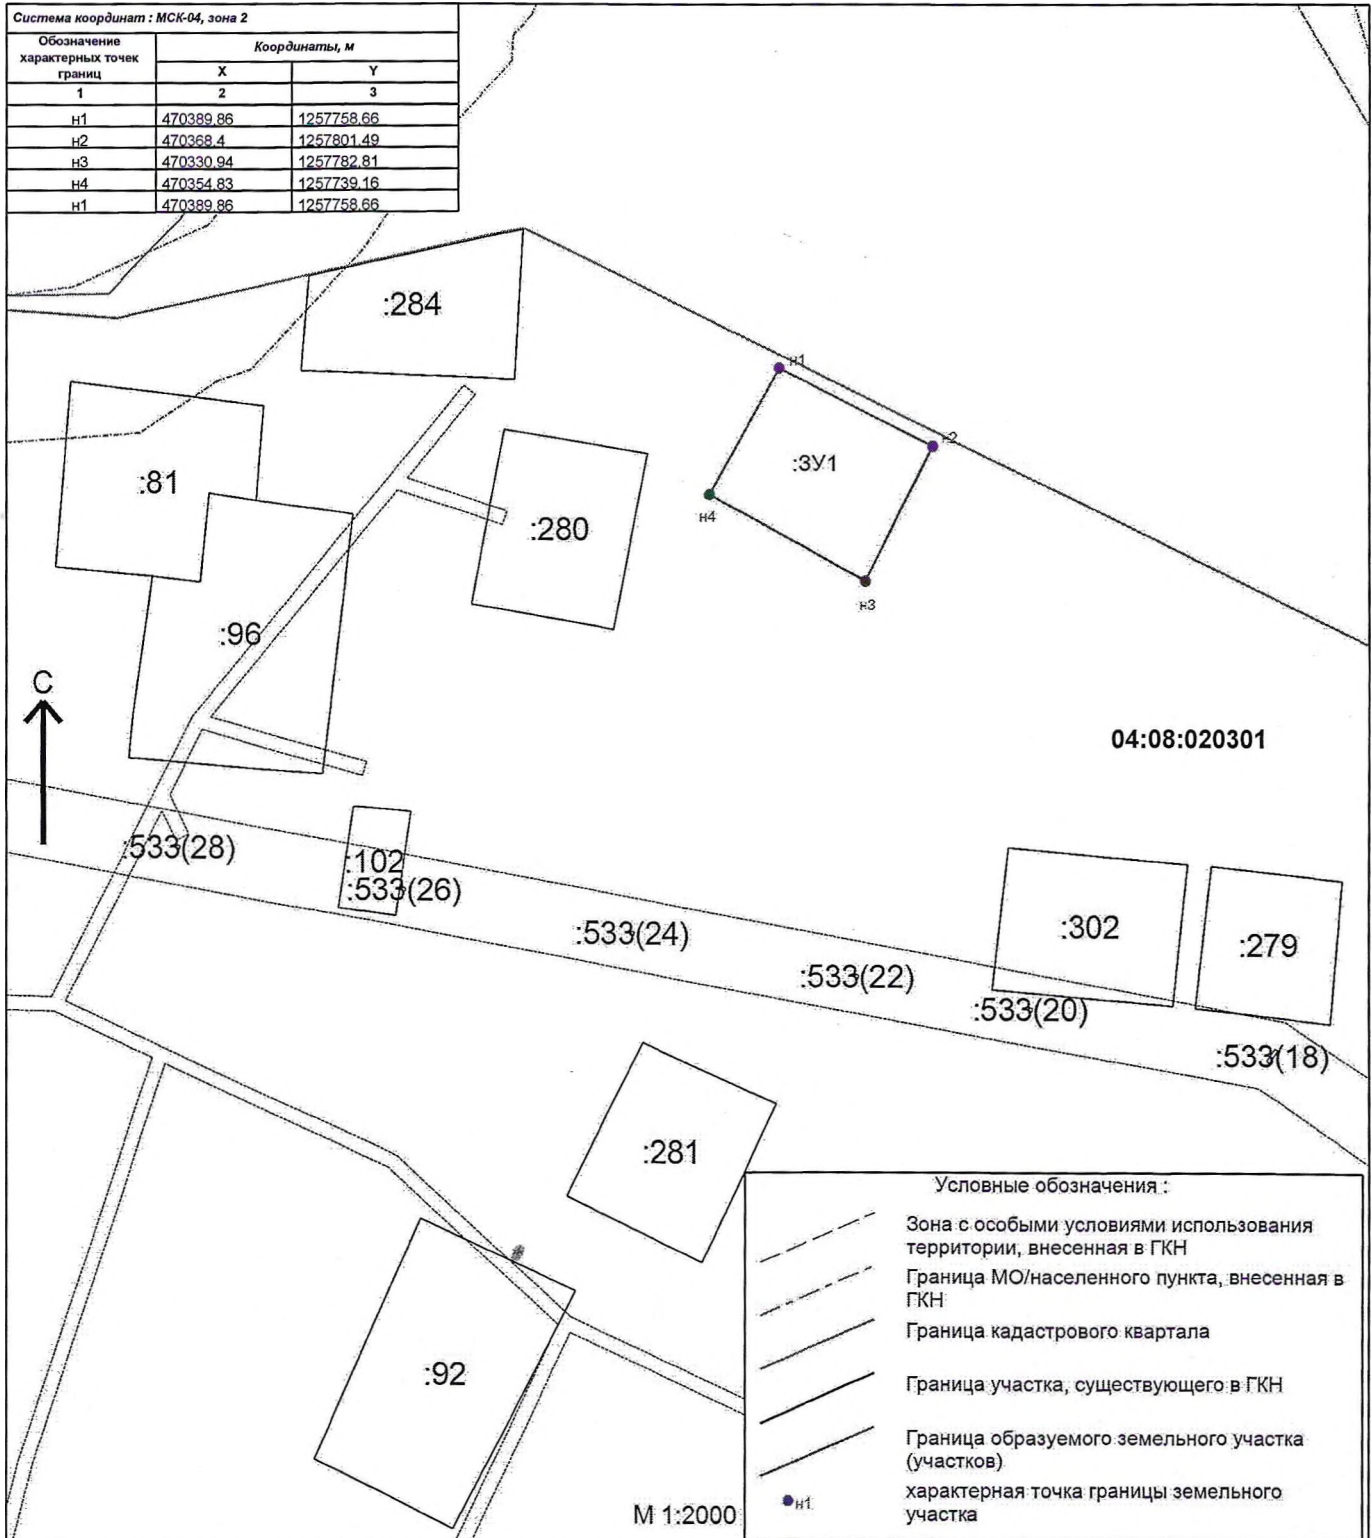 Система координат : МСК-04, зона 2
Обозначение характерных точек границ
Координаты, м
X Y
1 2 3
н1 470389.86 1257758.66
н2 470368.4 1257801.49
н3 470330.94 1257782.81
н4 470354.83 1257739.16
н1 470389.86 1257758.66
:284
н1
н2
:ЗУ1
:81
н4
:280
н3
:96
С
04:08:020301
:533(28)
:102
:533(26)
:302
:533(24)
:279
:533(22)
:533(20)
:533(18)
:281
:92
М 1:2000
Условные обозначения :
Зона с особыми условиями использования
территории, внесенная в ГКН
Граница МО/населенного пункта, внесенная в
ГКН
Граница кадастрового квартала
Граница участка, существующего в ГКН
Граница образуемого земельного участка
(участков)
н1
характерная точка границы земельного
участка